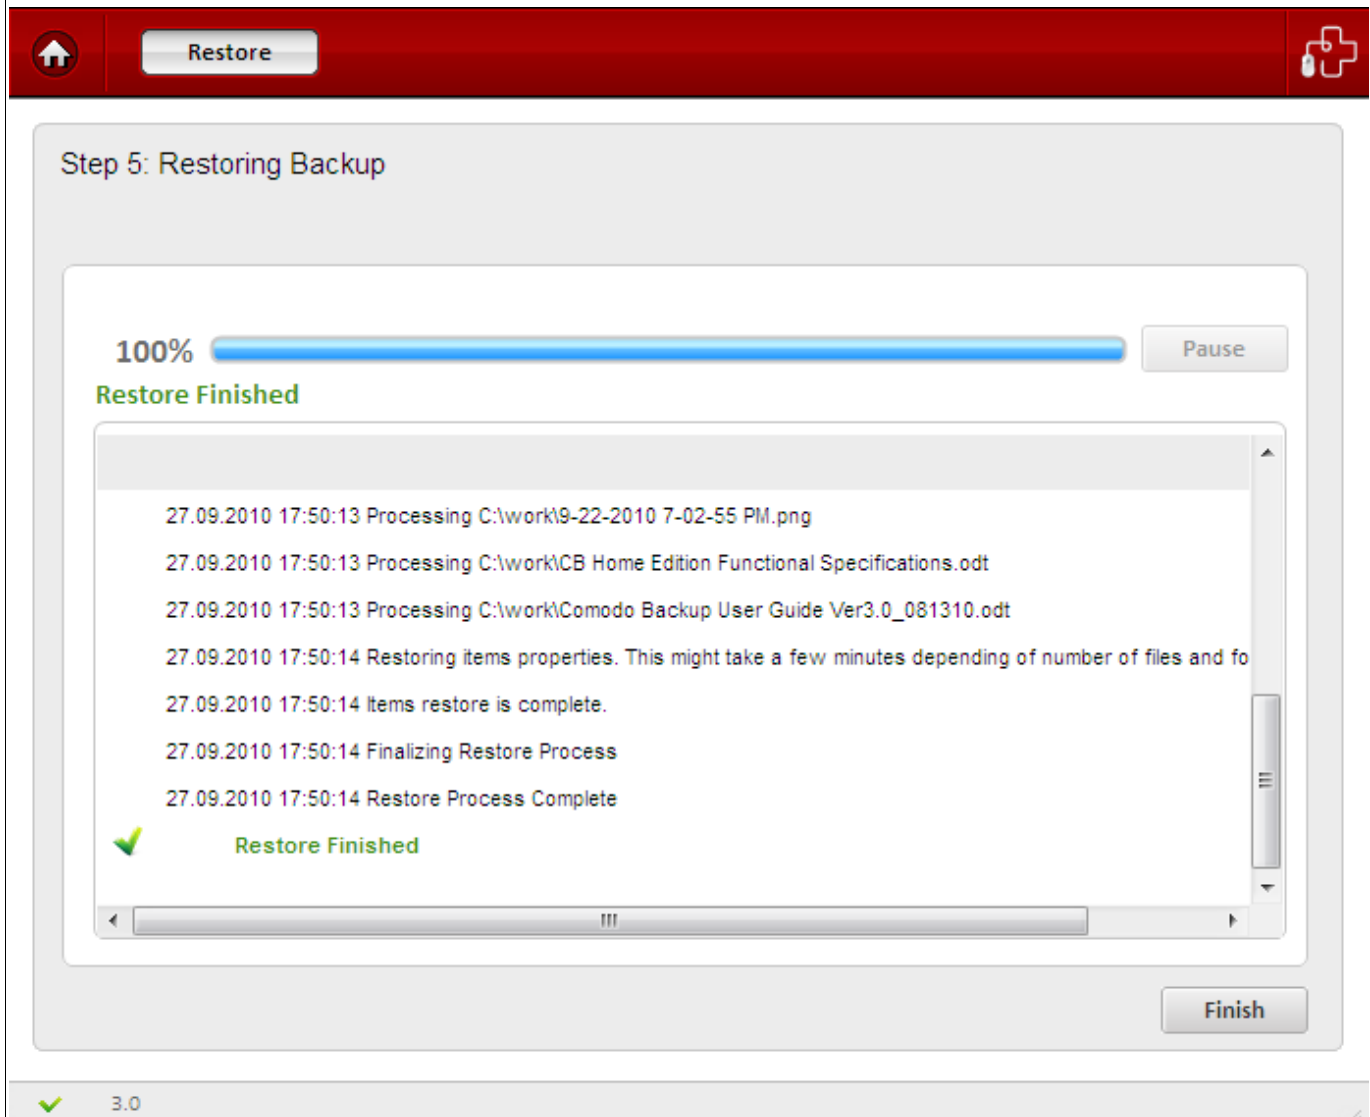 Restore
Step 5: Restoring Backup
100%
Pause
Restore Finished
27.09.2010 17:50:13 Processing C:\work\9-22-2010 7-02-55 PM.png
27.09.2010 17:50:13 Processing C:\work\CB Home Edition Functional Specifications.odt
27.09.2010 17:50:13 Processing C:\work\Comodo Backup User Guide Ver3.0_081310.odt
27.09.2010 17:50:14 Restoring items properties. This might take a few minutes depending of number of files and fo
27.09.2010 17:50:14 Items restore is complete.
27.09.2010 17:50:14 Finalizing Restore Process
27.09.2010 17:50:14 Restore Process Complete
Restore Finished
Finish
3.0